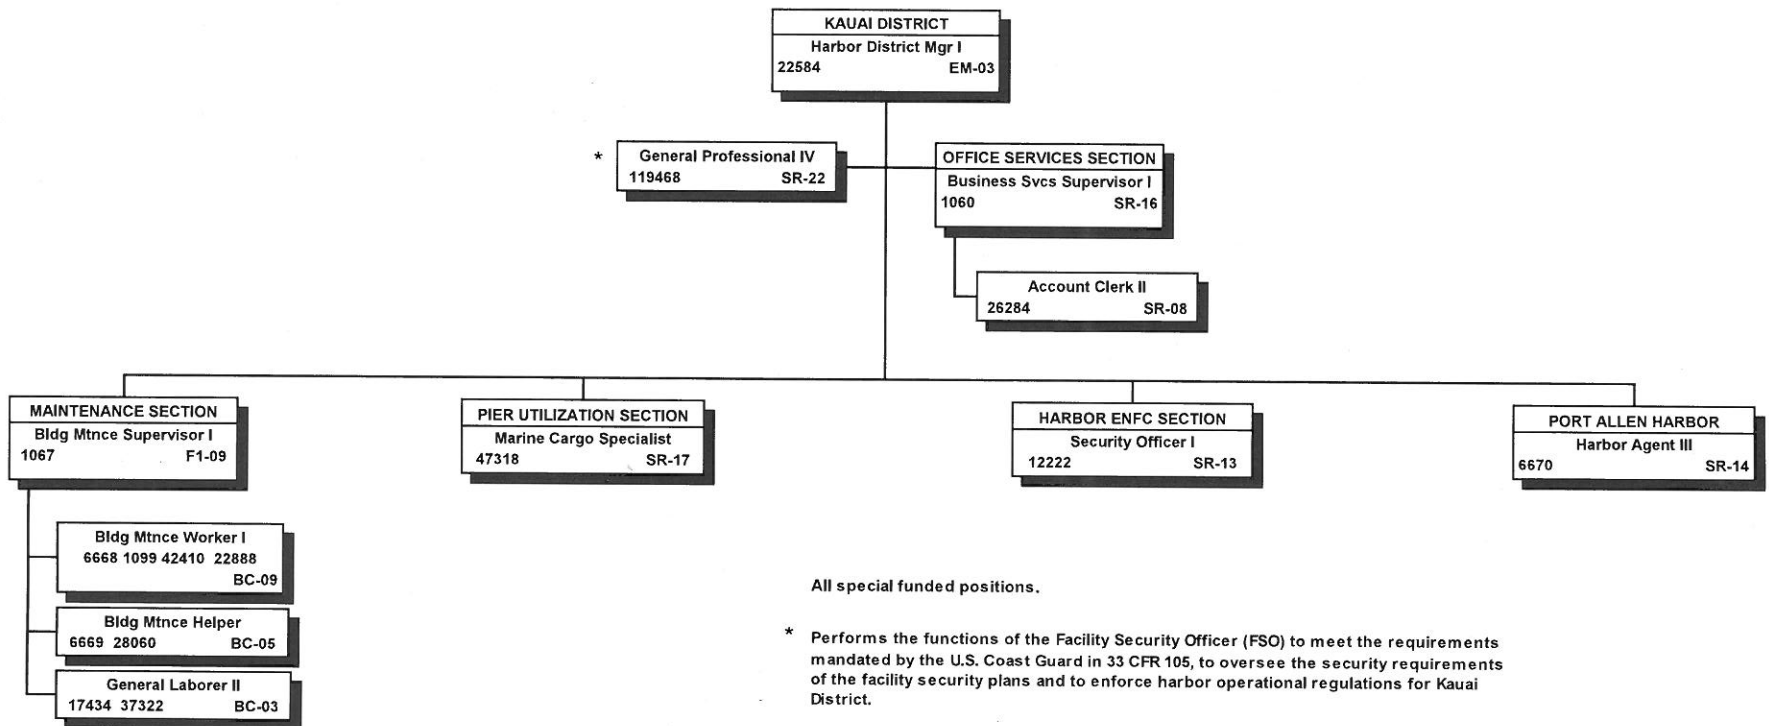 KAUAI DISTRICT
Harbor District Mgr I
22584 EM-03
* General Professional IV
119468 SR-22
OFFICE SERVICES SECTION
Business Svcs Supervisor I
1060 SR-16
Account Clerk II
26284 SR-08
MAINTENANCE SECTION
Bldg Mtnce Supervisor I
1067 F1-09
PIER UTILIZATION SECTION
Marine Cargo Specialist
47318 SR-17
HARBOR ENFC SECTION
Security Officer I
12222 SR-13
PORT ALLEN HARBOR
Harbor Agent III
6670 SR-14
Bldg Mtnce Worker I
6668 1099 42410 22888
BC-09
Bldg Mtnce Helper
6669 28060 BC-05
General Laborer II
17434 37322 BC-03
All special funded positions.
* Performs the functions of the Facility Security Officer (FSO) to meet the requirements
mandated by the U.S. Coast Guard in 33 CFR 105, to oversee the security requirements
of the facility security plans and to enforce harbor operational regulations for Kauai
District.